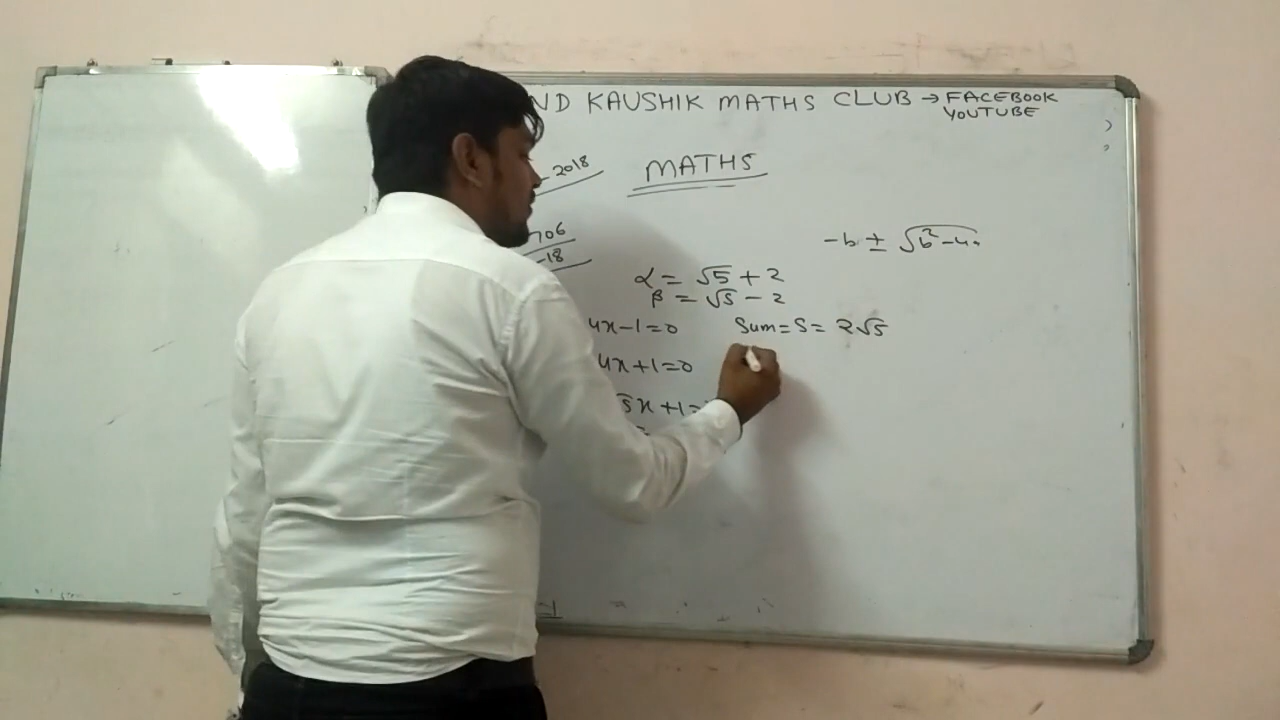 ND KAUSHIK MATHS CLUB → FACEBOOK
YOUTUBE
2018
MATHS
706
-18
-b ± √b²-4
α = √5 + 2
β = √5 - 2
4x-1=0
Sum=S= 2√5
4x+1=0
5x+1=